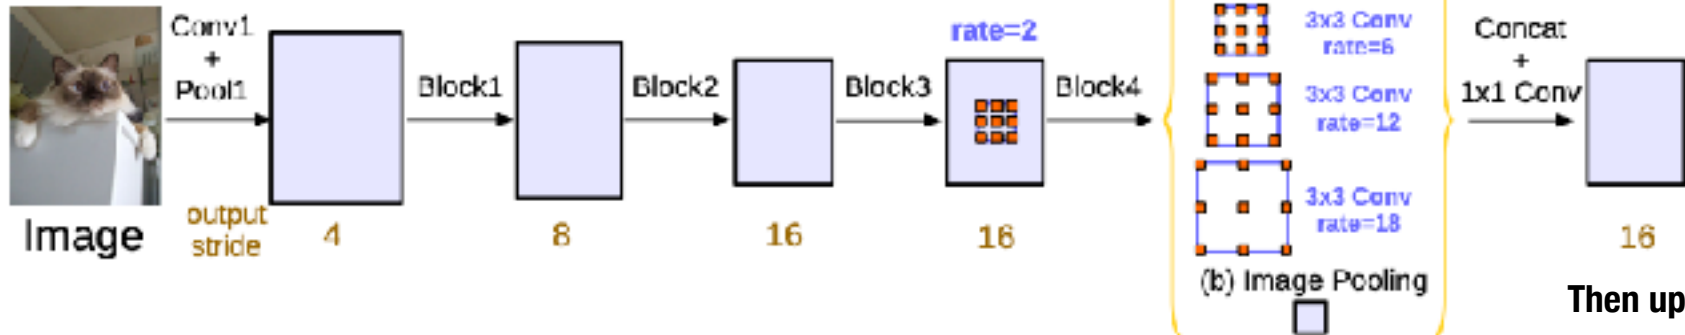 Conv1
+
Pool1
Image
output
stride
4
Block1
8
Block2
16
Block3
rate=2
16
Block4
3x3 Conv
rate=6
3x3 Conv
rate=12
3x3 Conv
rate=18
(b) Image Pooling
Concat
+
1x1 Conv
16
Then up